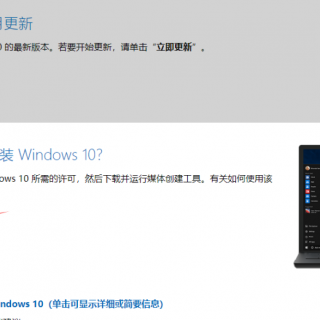 更新
0 的最新版本。若要开始更新，请单击“立即更新”。
装 Windows 10?
ows 10 所需的许可，然后下载并运行媒体创建工具。有关如何使用该
ndows 10（单击可显示详细或简要信息）